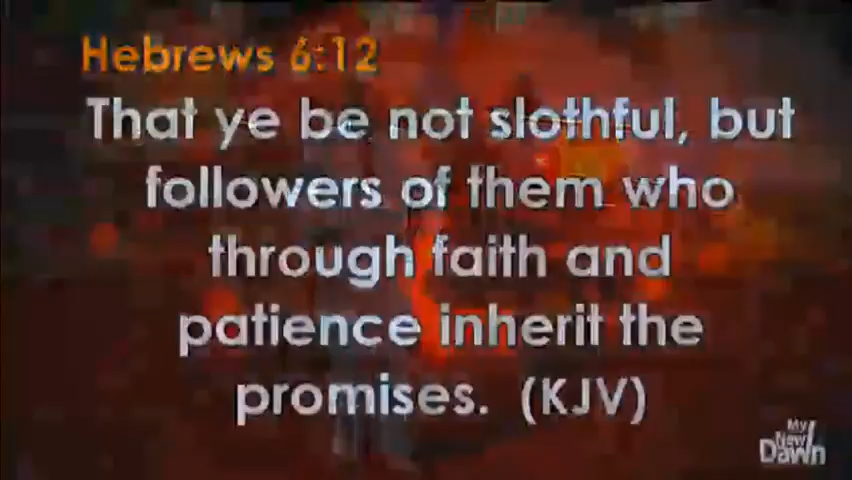 Hebrews 6:12
That ye be not slothful, but
followers of them who
through faith and
patience inherit the
promises. (KJV)
My
New
Dawn